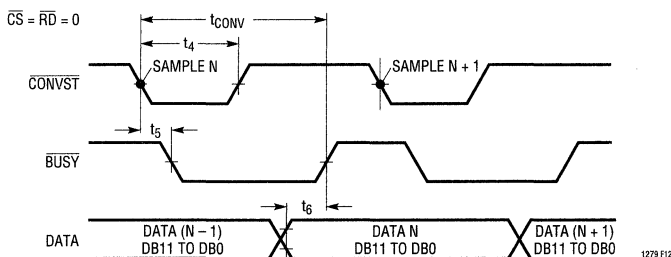 CS = RD = 0
tCONV
t4
SAMPLE N
SAMPLE N + 1
CONVST
t5
BUSY
t6
DATA
DATA (N – 1)
DB11 TO DB0
DATA N
DB11 TO DB0
DATA (N + 1)
DB11 TO DB0
1279 F12